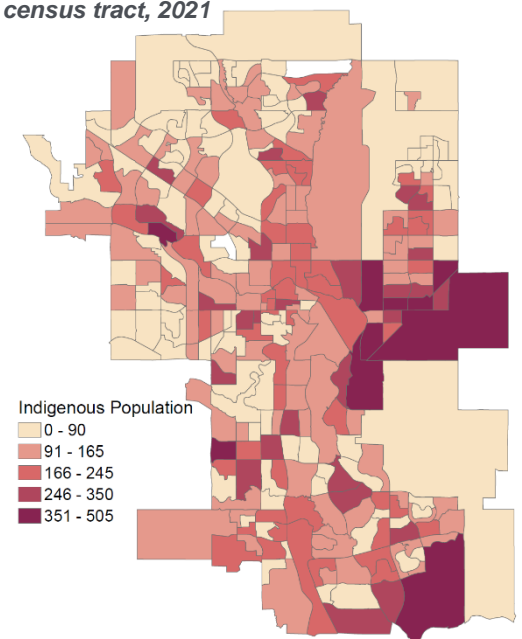 census tract, 2021
Indigenous Population
0 - 90
91 - 165
166 - 245
246 - 350
351 - 505